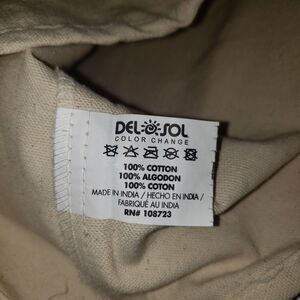 DEL SOL
COLOR CHANGE
100% COTTON
100% ALGODON
100% COTON
MADE IN INDIA / HECHO EN INDIA /
FABRIQUÉ AU INDIA
RN# 108723